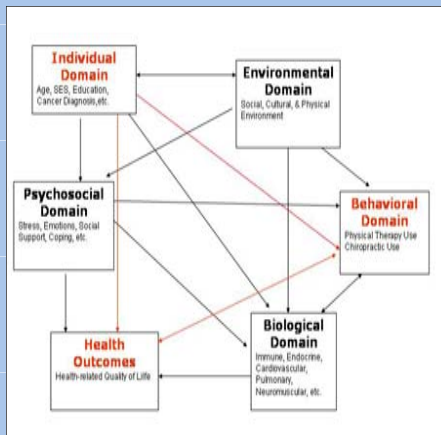 Individual
Domain
Age, SES, Education,
Cancer Diagnosis,etc.
Environmental
Domain
Social, Cultural, & Physical
Environment
Psychosocial
Domain
Stress, Emotions, Social
Support, Coping, etc.
Behavioral
Domain
Physical Therapy Use
Chiropractic Use
Health
Outcomes
Health-related Quality of Life
Biological
Domain
Immune, Endocrine,
Cardiovascular,
Pulmonary,
Neuromuscular, etc.